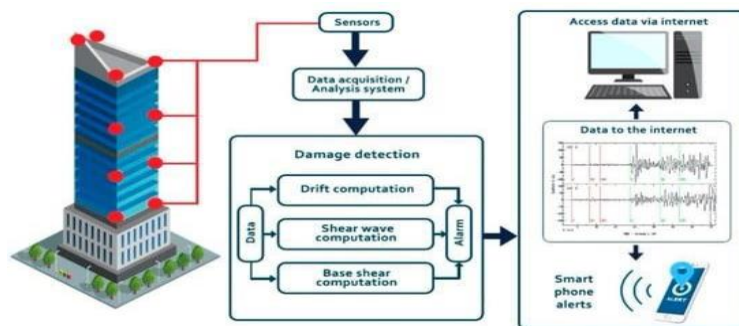 Sensors
Data acquisition /
Analysis system
Damage detection
Data
Drift computation
Shear wave
computation
Base shear
computation
Alarm
Access data via internet
Data to the internet
Smart
phone
alerts